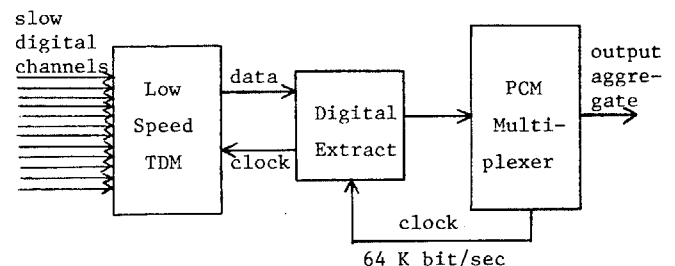 slow
digital
channels
Low
Speed
TDM
data
clock
Digital
Extract
PCM
Multi-
plexer
output
aggre-
gate
clock
64 K bit/sec